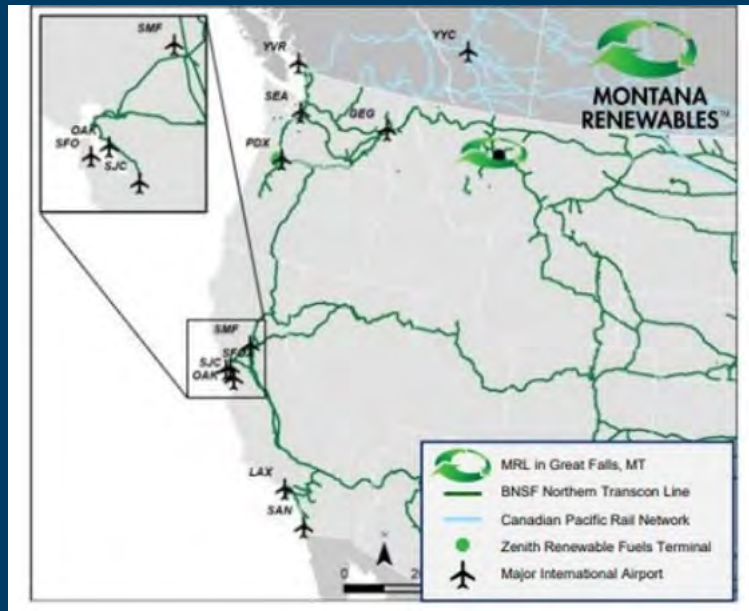 SMF
OAK
SFO
SJC
YVR
YYC
SEA
GEG
PDX
MONTANA
RENEWABLES™
SMF
SFO
SJC
OAK
LAX
SAN
N
0
MRL in Great Falls, MT
BNSF Northern Transcon Line
Canadian Pacific Rail Network
Zenith Renewable Fuels Terminal
Major International Airport